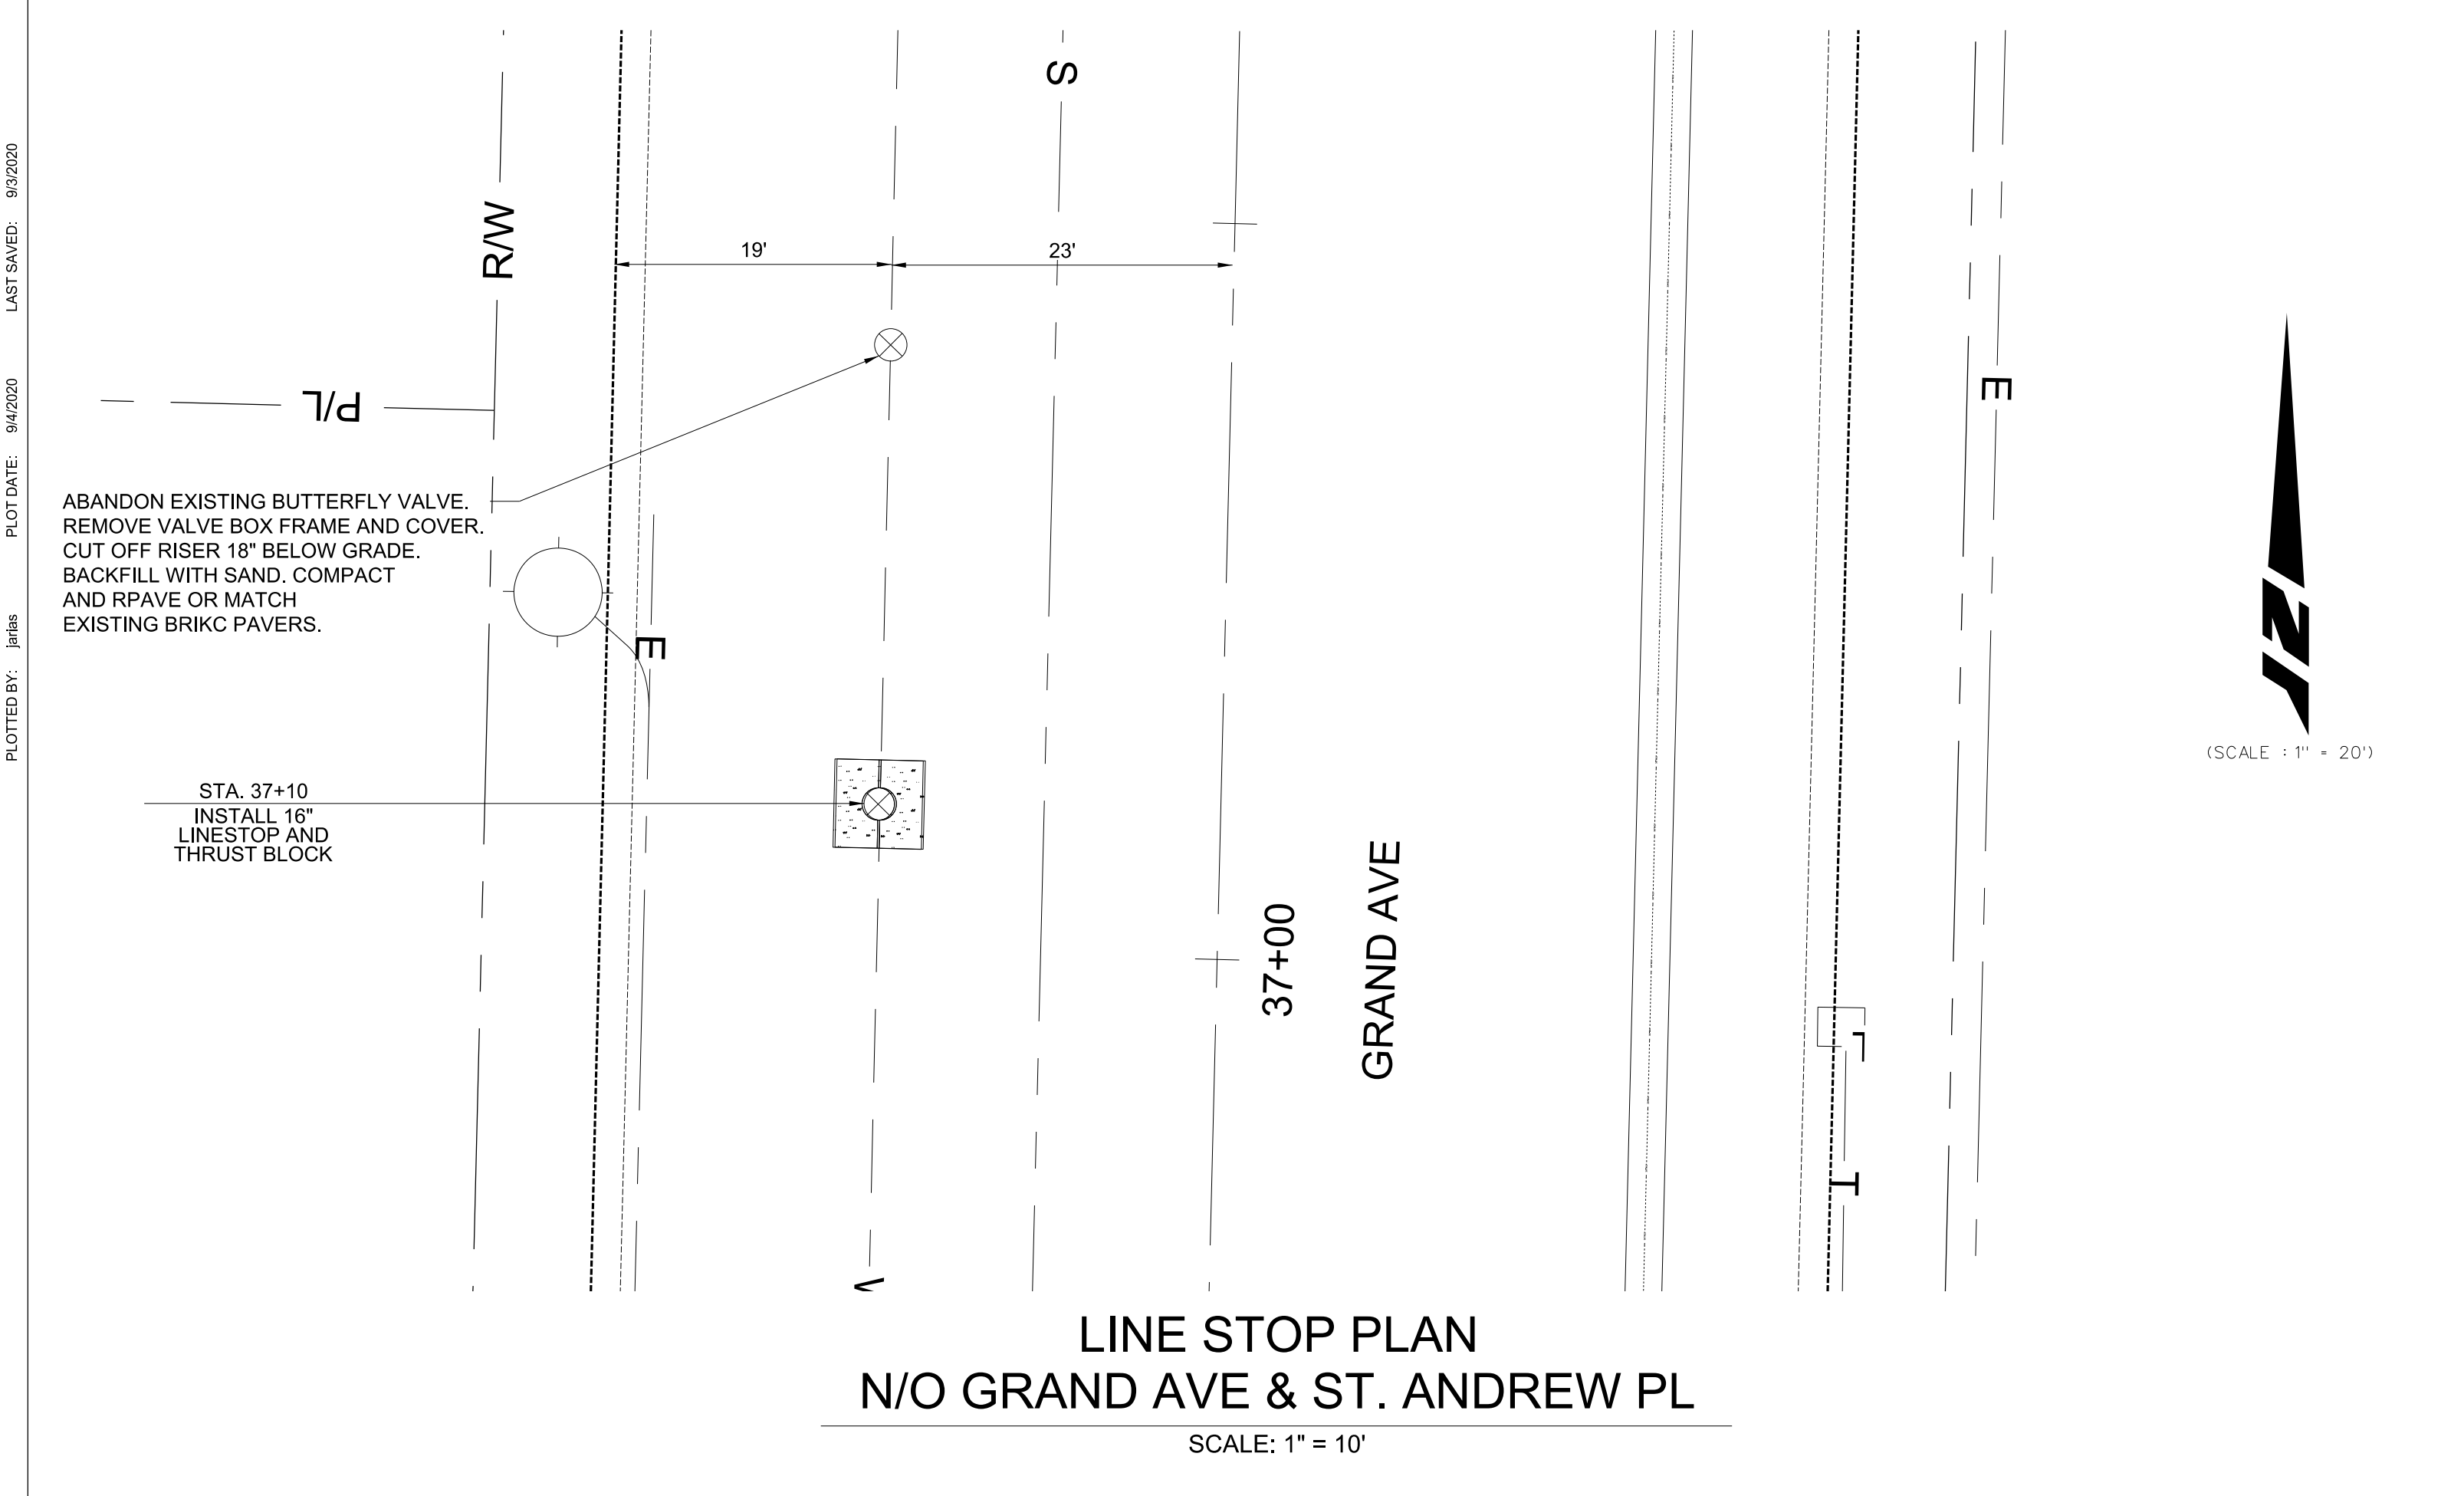 LAST SAVED: 9/3/2020
PLOT DATE: 9/4/2020
PLOTTED BY: jarias
S
R/W
19'
23'
P/L
E
ABANDON EXISTING BUTTERFLY VALVE.
REMOVE VALVE BOX FRAME AND COVER.
CUT OFF RISER 18" BELOW GRADE.
BACKFILL WITH SAND. COMPACT
AND RPAVE OR MATCH
EXISTING BRIKC PAVERS.
E
N
(SCALE : 1" = 20')
STA. 37+10
INSTALL 16"
LINESTOP AND
THRUST BLOCK
37+00
GRAND AVE
L
T
LINE STOP PLAN
N/O GRAND AVE & ST. ANDREW PL
SCALE: 1" = 10'